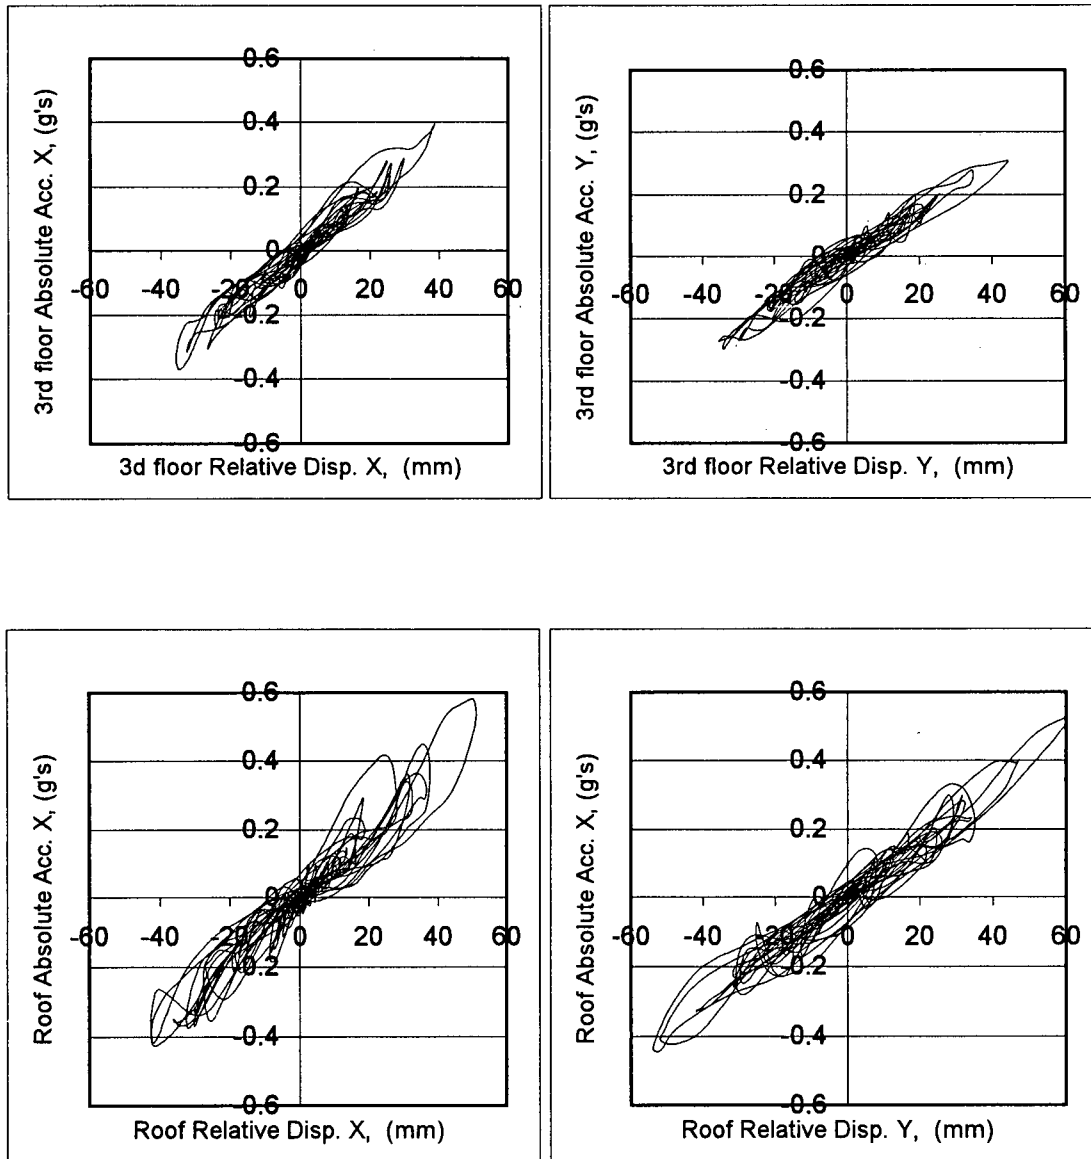 0.6
0.4
0.2
0
-60 -40 -20 0 20 40 60
-0.2
-0.4
-0.6
3rd floor Absolute Acc. X, (g's)
3d floor Relative Disp. X, (mm)
0.6
0.4
0.2
0
-60 -40 -20 0 20 40 60
-0.2
-0.4
-0.6
3rd floor Absolute Acc. Y, (g's)
3rd floor Relative Disp. Y, (mm)
0.6
0.4
0.2
0
-60 -40 -20 0 20 40 60
-0.2
-0.4
-0.6
Roof Absolute Acc. X, (g's)
Roof Relative Disp. X, (mm)
0.6
0.4
0.2
0
-60 -40 -20 0 20 40 60
-0.2
-0.4
-0.6
Roof Absolute Acc. X, (g's)
Roof Relative Disp. Y, (mm)